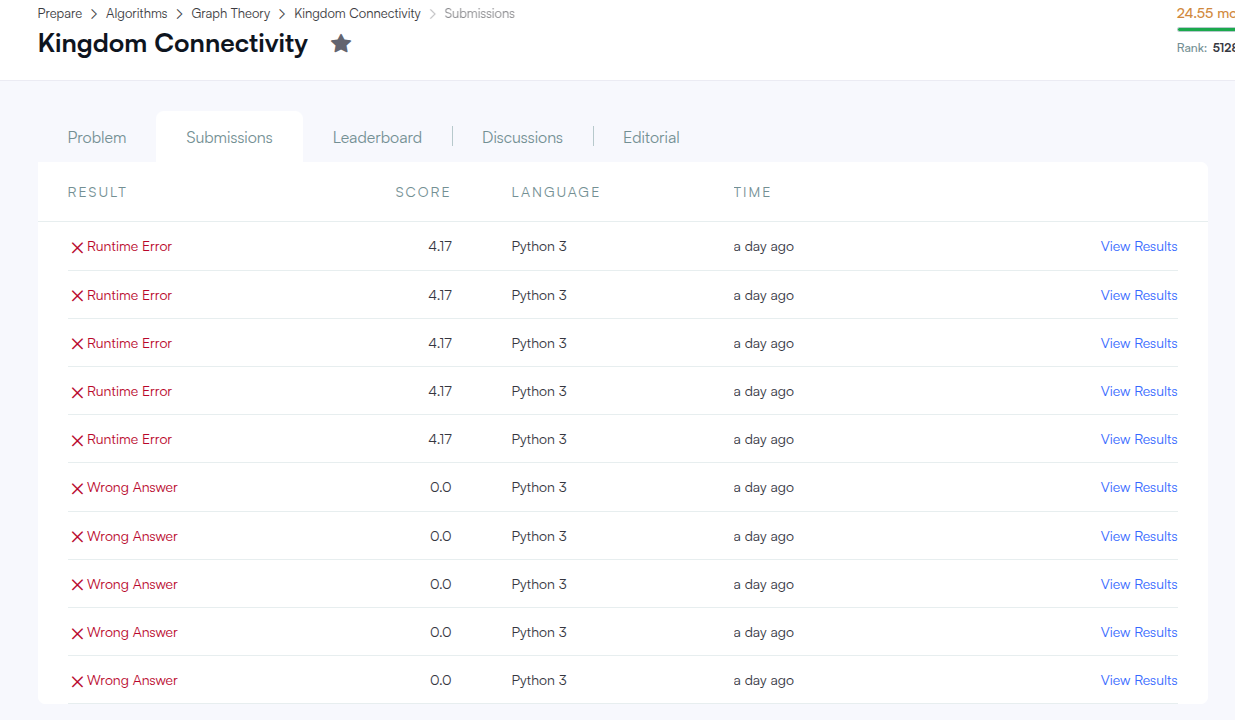 Prepare > Algorithms > Graph Theory > Kingdom Connectivity > Submissions
24.55 mo
Kingdom Connectivity
Rank: 5128
Problem Submissions Leaderboard Discussions Editorial
RESULT SCORE LANGUAGE TIME
Runtime Error 4.17 Python 3 a day ago View Results
Runtime Error 4.17 Python 3 a day ago View Results
Runtime Error 4.17 Python 3 a day ago View Results
Runtime Error 4.17 Python 3 a day ago View Results
Runtime Error 4.17 Python 3 a day ago View Results
Wrong Answer 0.0 Python 3 a day ago View Results
Wrong Answer 0.0 Python 3 a day ago View Results
Wrong Answer 0.0 Python 3 a day ago View Results
Wrong Answer 0.0 Python 3 a day ago View Results
Wrong Answer 0.0 Python 3 a day ago View Results